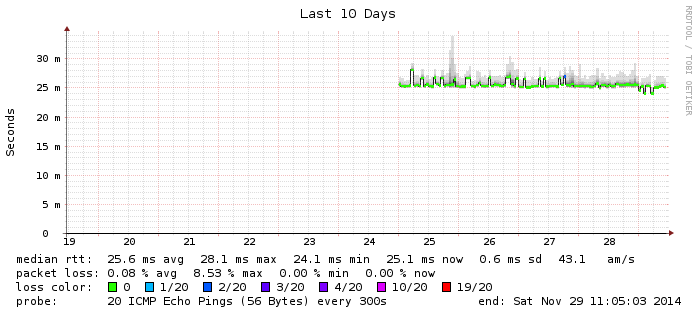 Last 10 Days
RRDTOOL / TOBI OETIKER
Seconds
30 m
25 m
20 m
15 m
10 m
5 m
0
19 20 21 22 23 24 25 26 27 28
median rtt: 25.6 ms avg 28.1 ms max 24.1 ms min 25.1 ms now 0.6 ms sd 43.1 am/s
packet loss: 0.08 % avg 8.53 % max 0.00 % min 0.00 % now
loss color: 0 1/20 2/20 3/20 4/20 10/20 19/20
probe: 20 ICMP Echo Pings (56 Bytes) every 300s end: Sat Nov 29 11:05:03 2014